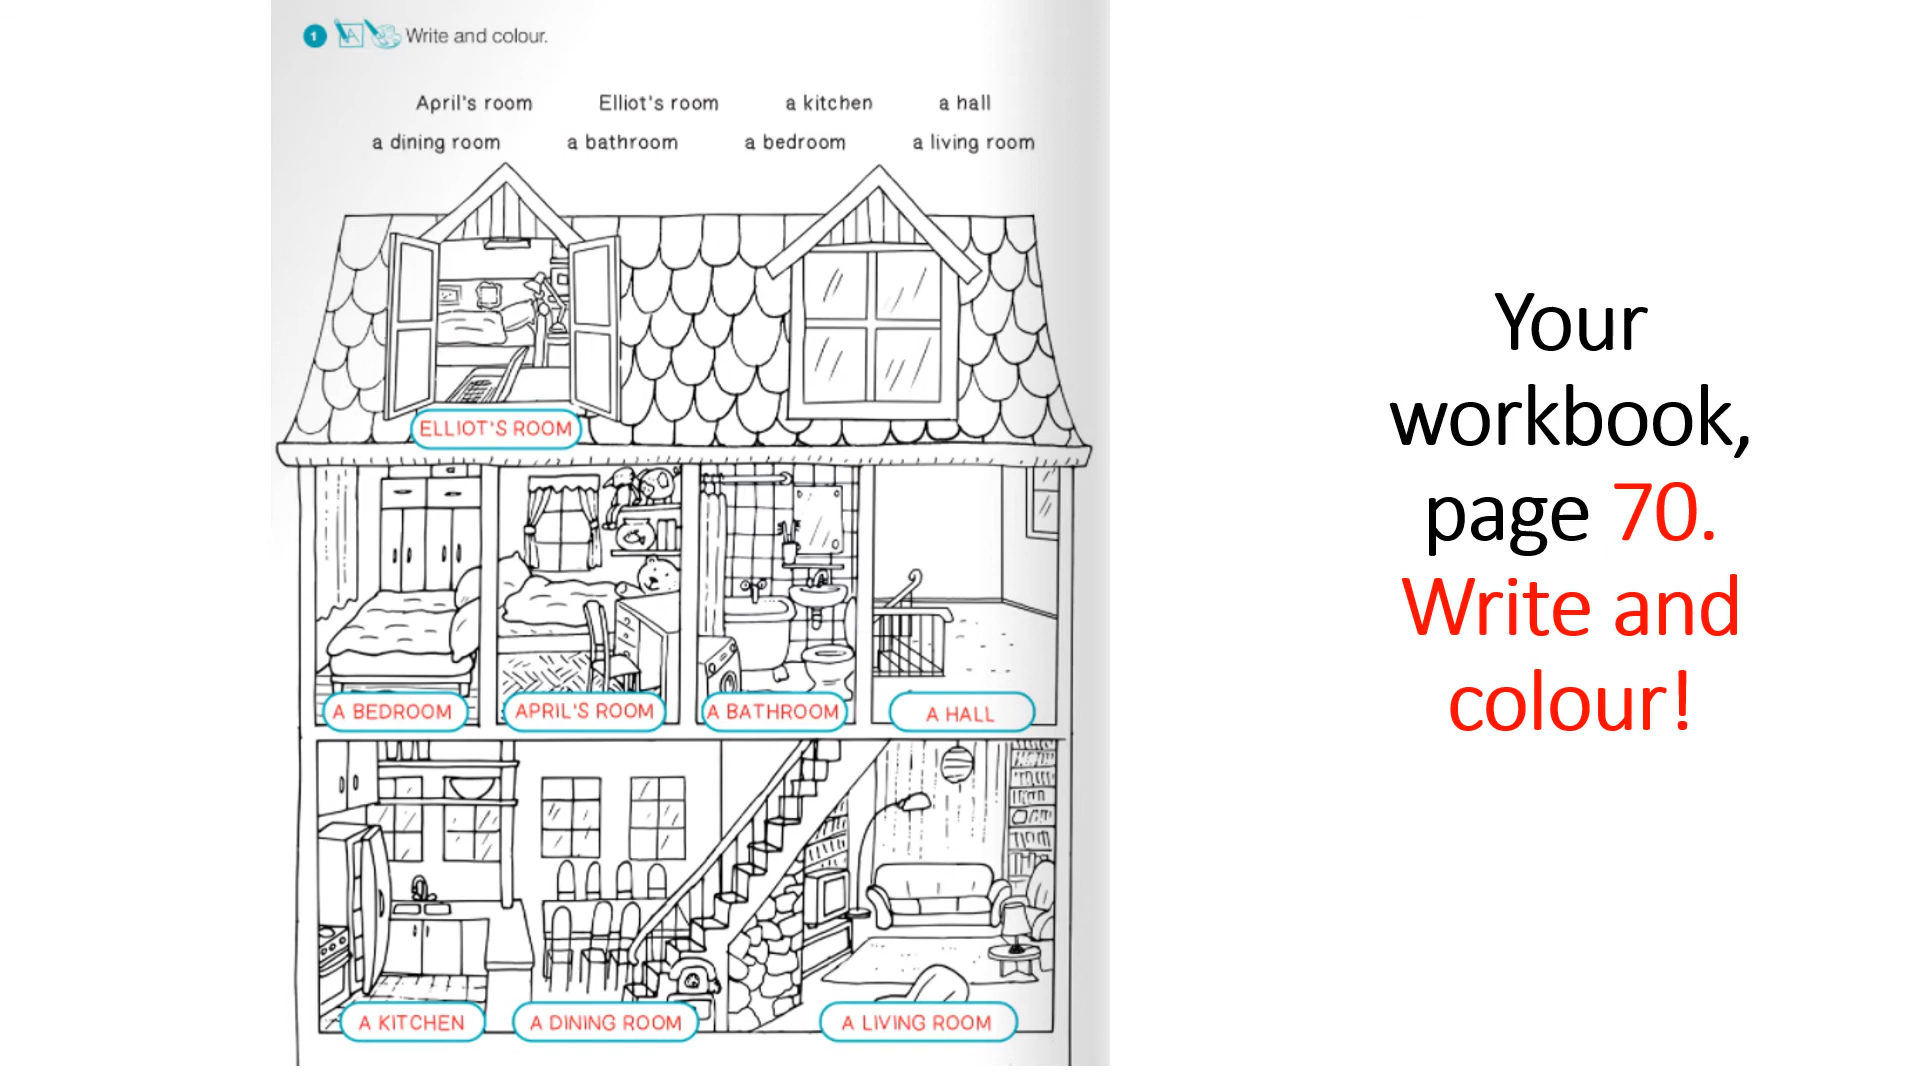 1 Write and colour.
April's room Elliot's room a kitchen a hall
a dining room a bathroom a bedroom a living room
ELLIOT'S ROOM
A BEDROOM APRIL'S ROOM A BATHROOM A HALL
A KITCHEN A DINING ROOM A LIVING ROOM
Your
workbook,
page 70.
Write and
colour!